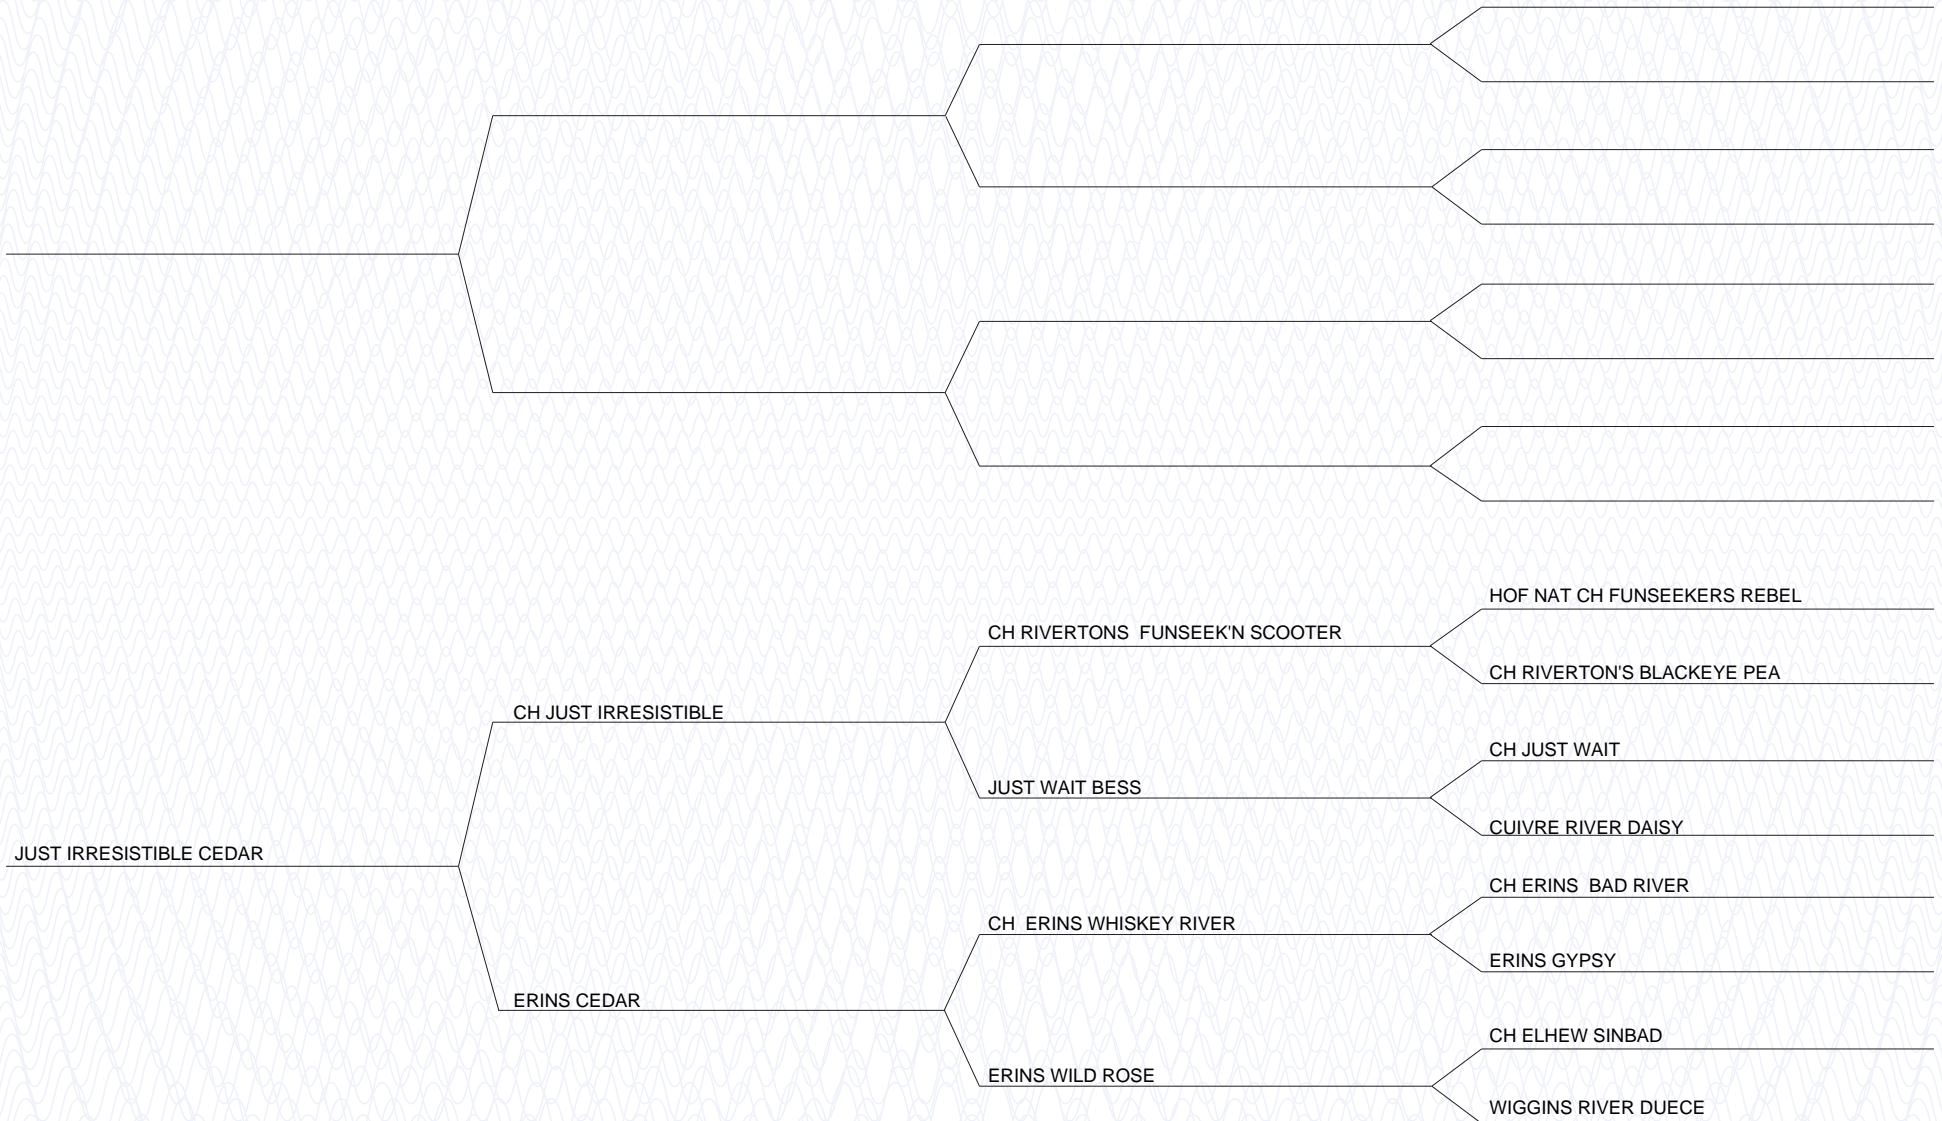 HOF NAT CH FUNSEEKERS REBEL
CH RIVERTONS  FUNSEEK'N SCOOTER
CH RIVERTON'S BLACKEYE PEA
CH JUST IRRESISTIBLE
CH JUST WAIT
JUST WAIT BESS
CUIVRE RIVER DAISY
JUST IRRESISTIBLE CEDAR
CH ERINS  BAD RIVER
CH  ERINS WHISKEY RIVER
ERINS GYPSY
ERINS CEDAR
CH ELHEW SINBAD
ERINS WILD ROSE
WIGGINS RIVER DUECE